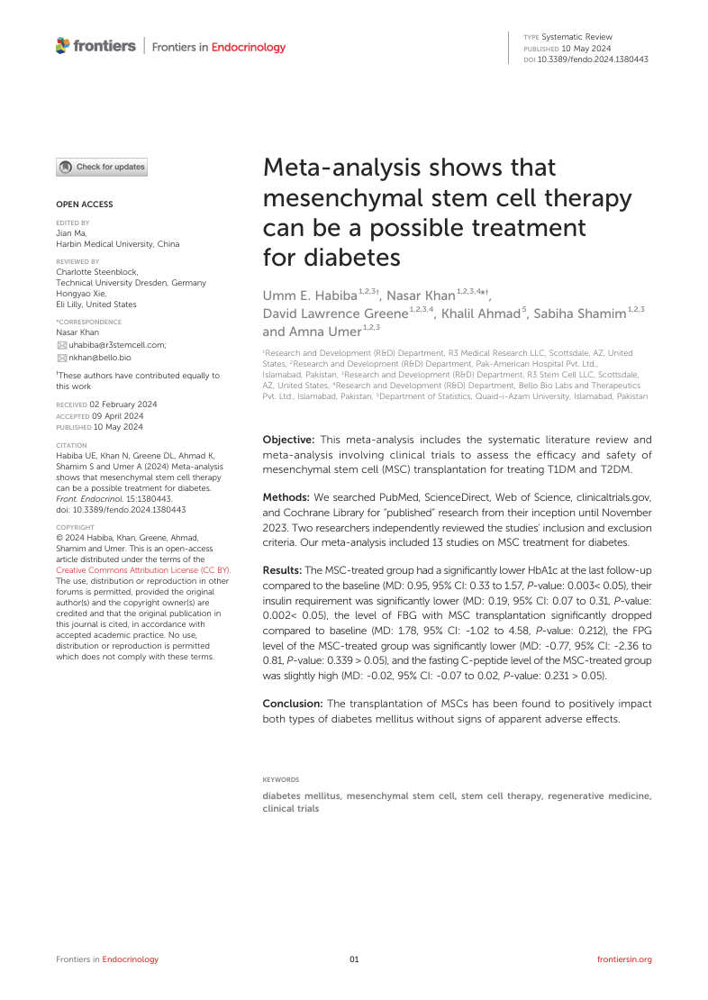 frontiers | Frontiers in Endocrinology
TYPE Systematic Review
PUBLISHED 10 May 2024
DOI 10.3389/fendo.2024.1380443
Check for updates
OPEN ACCESS
EDITED BY
Jian Ma,
Harbin Medical University, China
REVIEWED BY
Charlotte Steenblock,
Technical University Dresden, Germany
Hongyao Xie,
Eli Lilly, United States
*CORRESPONDENCE
Nasar Khan
uhabiba@r3stemcell.com;
nkhan@bello.bio
†These authors have contributed equally to
this work
RECEIVED 02 February 2024
ACCEPTED 09 April 2024
PUBLISHED 10 May 2024
CITATION
Habiba UE, Khan N, Greene DL, Ahmad K,
Shamim S and Umer A (2024) Meta-analysis
shows that mesenchymal stem cell therapy
can be a possible treatment for diabetes.
Front. Endocrinol. 15:1380443.
doi: 10.3389/fendo.2024.1380443
COPYRIGHT
© 2024 Habiba, Khan, Greene, Ahmad,
Shamim and Umer. This is an open-access
article distributed under the terms of the
Creative Commons Attribution License (CC BY).
The use, distribution or reproduction in other
forums is permitted, provided the original
author(s) and the copyright owner(s) are
credited and that the original publication in
this journal is cited, in accordance with
accepted academic practice. No use,
distribution or reproduction is permitted
which does not comply with these terms.
Meta-analysis shows that
mesenchymal stem cell therapy
can be a possible treatment
for diabetes
Umm E. Habiba1,2,3†, Nasar Khan1,2,3,4*†,
David Lawrence Greene1,2,3,4, Khalil Ahmad5, Sabiha Shamim1,2,3
and Amna Umer1,2,3
1Research and Development (R&D) Department, R3 Medical Research LLC, Scottsdale, AZ, United
States, 2Research and Development (R&D) Department, Pak-American Hospital Pvt. Ltd.,
Islamabad, Pakistan, 3Research and Development (R&D) Department, R3 Stem Cell LLC, Scottsdale,
AZ, United States, 4Research and Development (R&D) Department, Bello Bio Labs and Therapeutics
Pvt. Ltd., Islamabad, Pakistan, 5Department of Statistics, Quaid-i-Azam University, Islamabad, Pakistan
Objective: This meta-analysis includes the systematic literature review and
meta-analysis involving clinical trials to assess the efficacy and safety of
mesenchymal stem cell (MSC) transplantation for treating T1DM and T2DM.
Methods: We searched PubMed, ScienceDirect, Web of Science, clinicaltrials.gov,
and Cochrane Library for “published” research from their inception until November
2023. Two researchers independently reviewed the studies’ inclusion and exclusion
criteria. Our meta-analysis included 13 studies on MSC treatment for diabetes.
Results: The MSC-treated group had a significantly lower HbA1c at the last follow-up
compared to the baseline (MD: 0.95, 95% CI: 0.33 to 1.57, P-value: 0.003< 0.05), their
insulin requirement was significantly lower (MD: 0.19, 95% CI: 0.07 to 0.31, P-value:
0.002< 0.05), the level of FBG with MSC transplantation significantly dropped
compared to baseline (MD: 1.78, 95% CI: -1.02 to 4.58, P-value: 0.212), the FPG
level of the MSC-treated group was significantly lower (MD: -0.77, 95% CI: -2.36 to
0.81, P-value: 0.339 > 0.05), and the fasting C-peptide level of the MSC-treated group
was slightly high (MD: -0.02, 95% CI: -0.07 to 0.02, P-value: 0.231 > 0.05).
Conclusion: The transplantation of MSCs has been found to positively impact
both types of diabetes mellitus without signs of apparent adverse effects.
KEYWORDS
diabetes mellitus, mesenchymal stem cell, stem cell therapy, regenerative medicine,
clinical trials
Frontiers in Endocrinology
01
frontiersin.org